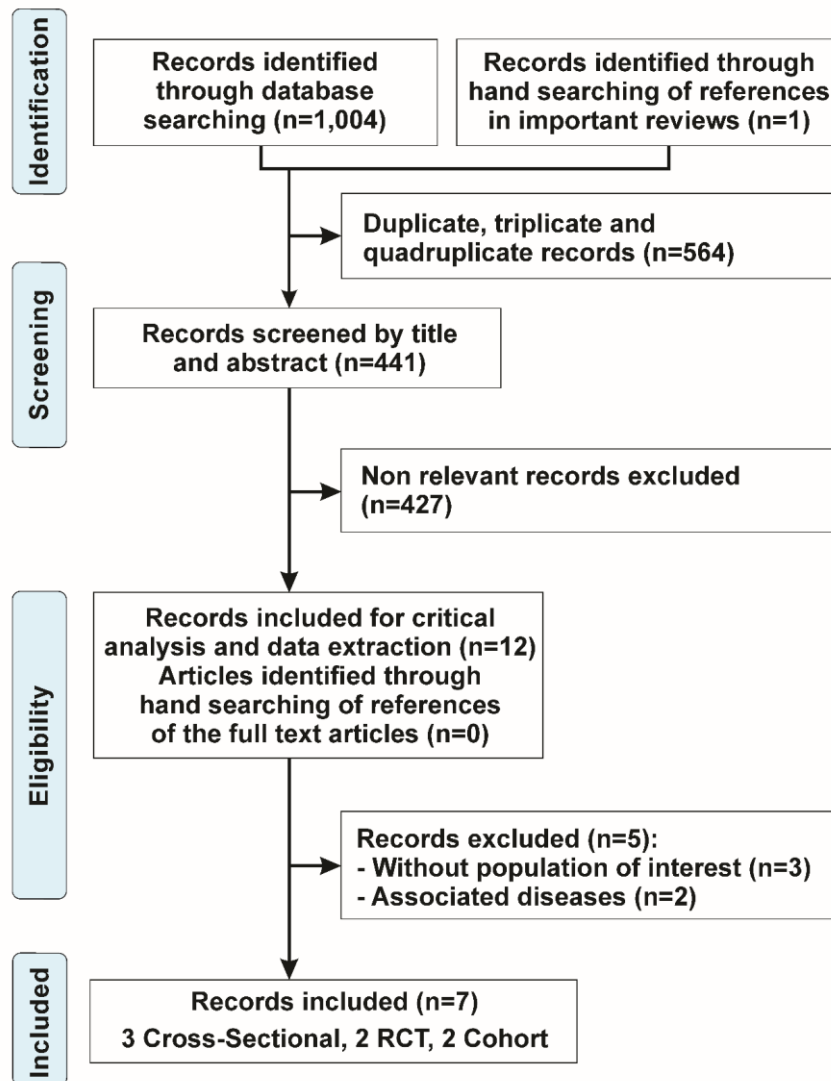 Identification
Records identified
through database
searching (n=1,004)
Records identified through
hand searching of references
in important reviews (n=1)
Duplicate, triplicate and
quadruplicate records (n=564)
Screening
Records screened by title
and abstract (n=441)
Non relevant records excluded
(n=427)
Eligibility
Records included for critical
analysis and data extraction (n=12)
Articles identified through
hand searching of references
of the full text articles (n=0)
Records excluded (n=5):
- Without population of interest (n=3)
- Associated diseases (n=2)
Included
Records included (n=7)
3 Cross-Sectional, 2 RCT, 2 Cohort